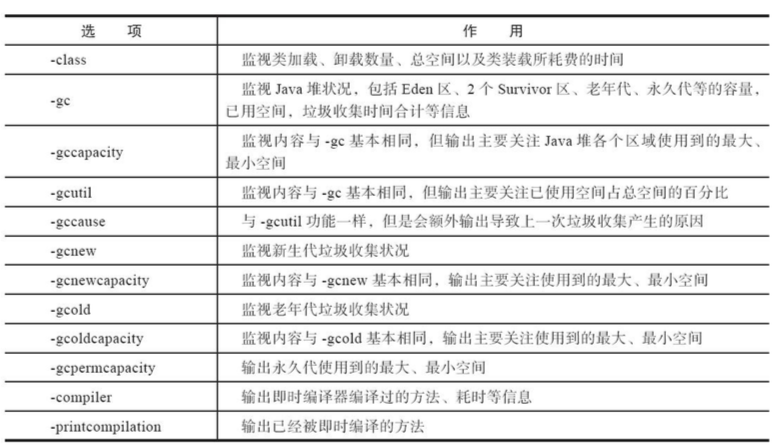 选 项 作 用
-class 监视类加载、卸载数量、总空间以及类装载所耗费的时间
-gc 监视 Java 堆状况，包括 Eden 区、2 个 Survivor 区、老年代、永久代等的容量，
已用空间，垃圾收集时间合计等信息
-gccapacity 监视内容与 -gc 基本相同，但输出主要关注 Java 堆各个区域使用到的最大、
最小空间
-gcutil 监视内容与 -gc 基本相同，但输出主要关注已使用空间占总空间的百分比
-gccause 与 -gcutil 功能一样，但是会额外输出导致上一次垃圾收集产生的原因
-gcnew 监视新生代垃圾收集状况
-gcnewcapacity 监视内容与 -gcnew 基本相同，输出主要关注使用到的最大、最小空间
-gcold 监视老年代垃圾收集状况
-gcoldcapacity 监视内容与 -gcold 基本相同，输出主要关注使用到的最大、最小空间
-gcpermcapacity 输出永久代使用到的最大、最小空间
-compiler 输出即时编译器编译过的方法、耗时等信息
-printcompilation 输出已经被即时编译的方法